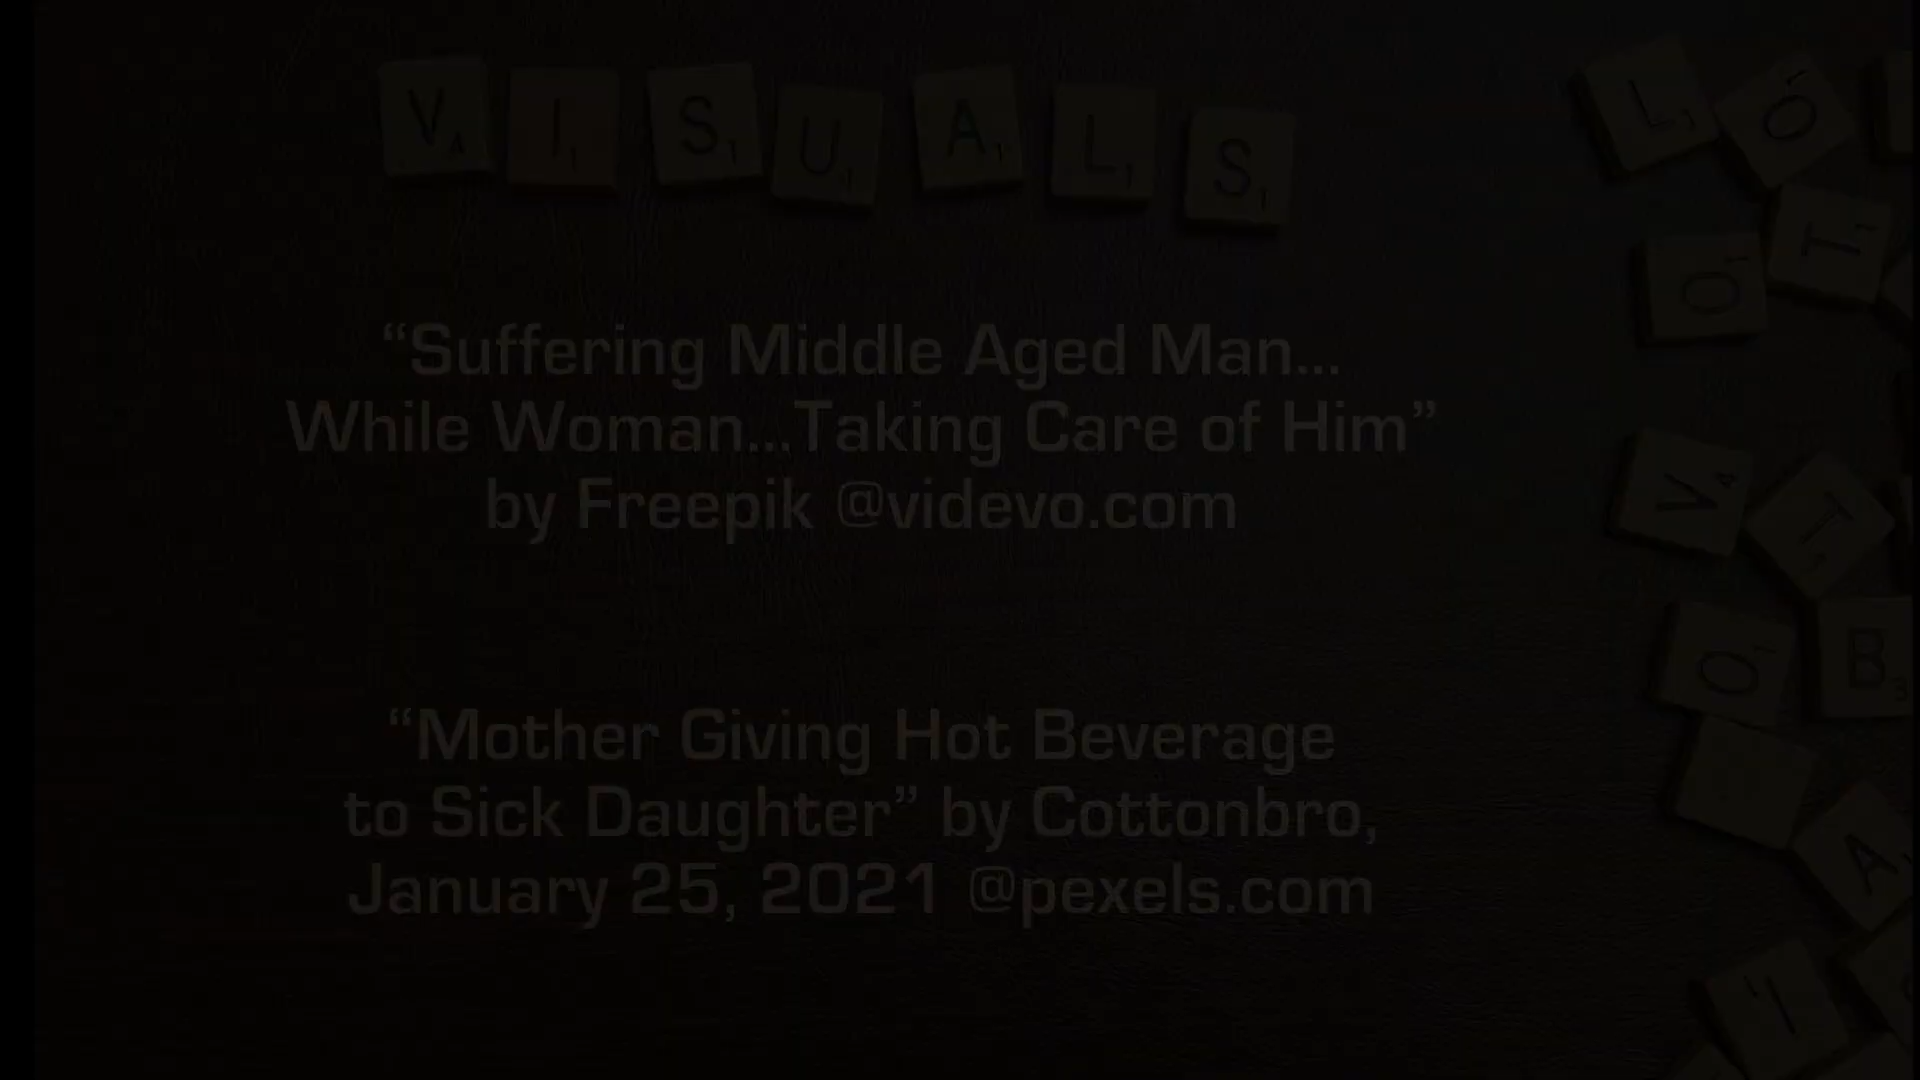 VISUALS
“Suffering Middle Aged Man...
While Woman...Taking Care of Him”
by Freepik @videvo.com
“Mother Giving Hot Beverage
to Sick Daughter” by Cottonbro,
January 25, 2021 @pexels.com
L O
O T
V T
O B
A
I